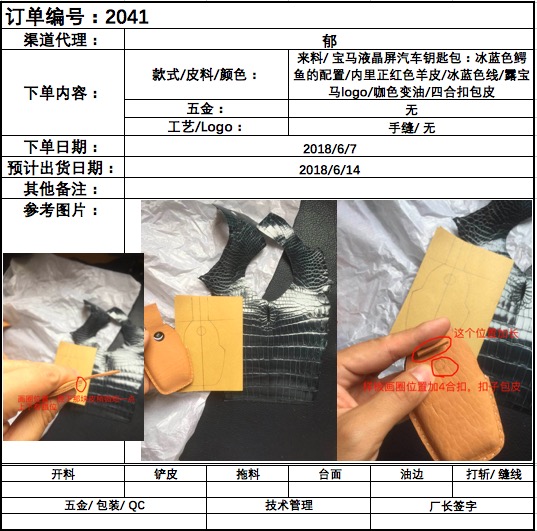 订单编号：2041
渠道代理： 郁
下单内容： 款式/皮料/颜色： 来料/ 宝马液晶屏汽车钥匙包：冰蓝色鳄
鱼的配置/内里正红色羊皮/冰蓝色线/露宝
马logo/咖色变油/四合扣包皮
五金： 无
工艺/Logo： 手缝/ 无
下单日期： 2018/6/7
预计出货日期： 2018/6/14
其他备注：
参考图片：
这个位置加长
画圈位置加4合扣，扣子包皮
画圈位置
开料 铲皮 拖料 台面 油边 打斩/ 缝线
五金/ 包装/ QC 技术管理 厂长签字